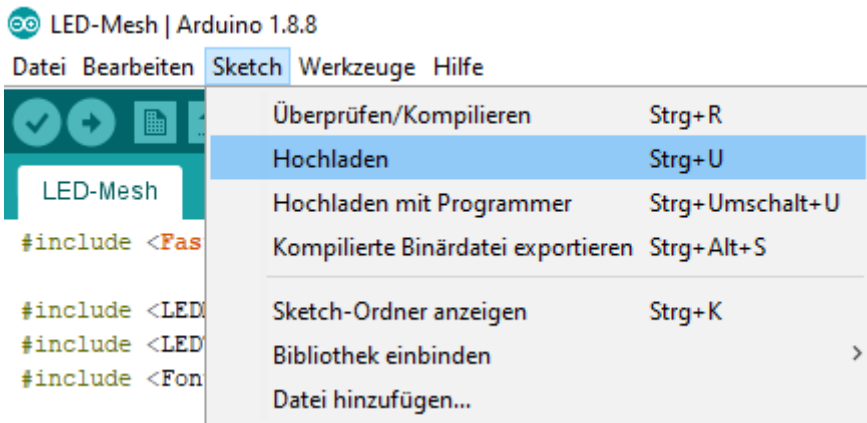 LED-Mesh | Arduino 1.8.8
Datei Bearbeiten Sketch Werkzeuge Hilfe
Überprüfen/Kompilieren Strg+R
Hochladen Strg+U
LED-Mesh
Hochladen mit Programmer Strg+Umschalt+U
#include <Fas
Kompilierte Binärdatei exportieren Strg+Alt+S
#include <LED
Sketch-Ordner anzeigen Strg+K
#include <LED
Bibliothek einbinden
#include <Fon
Datei hinzufügen...